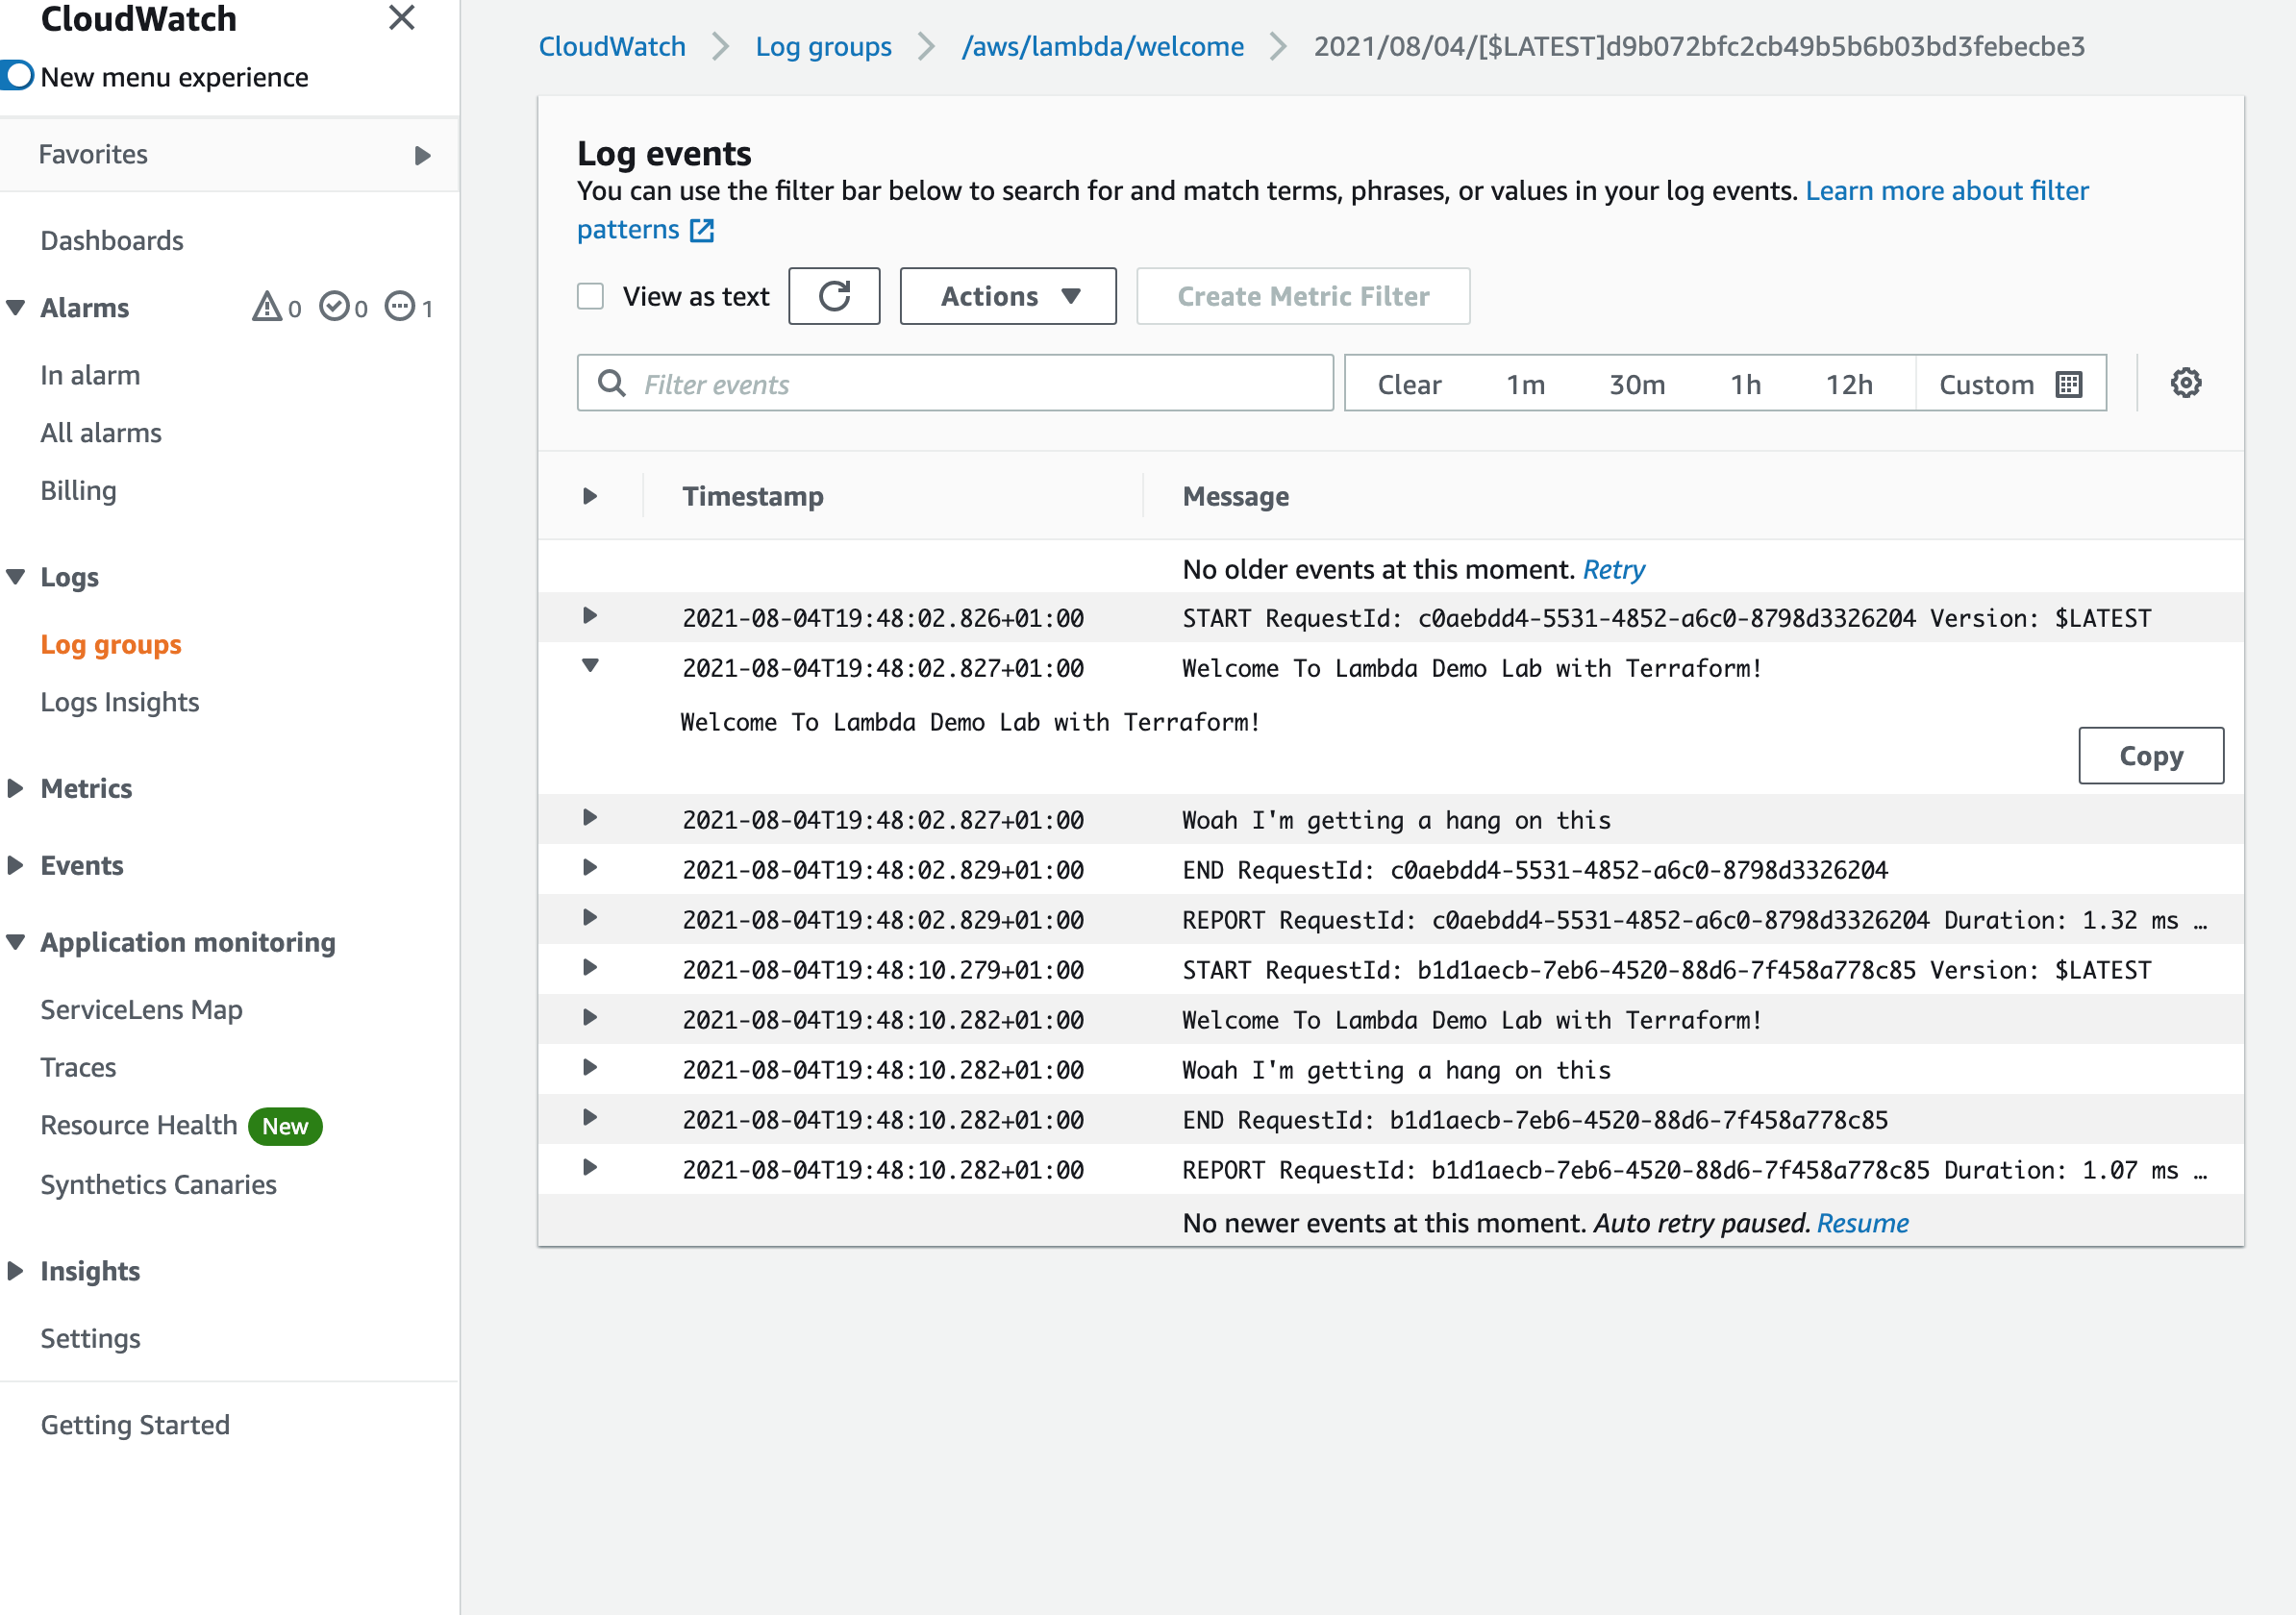 CloudWatch
New menu experience
Favorites
Dashboards
Alarms 0 0 1
In alarm
All alarms
Billing
Logs
Log groups
Logs Insights
Metrics
Events
Application monitoring
ServiceLens Map
Traces
Resource Health New
Synthetics Canaries
Insights
Settings
Getting Started
CloudWatch Log groups /aws/lambda/welcome 2021/08/04/[$LATEST]d9b072bfc2cb49b5b6b03bd3febecbe3
Log events
You can use the filter bar below to search for and match terms, phrases, or values in your log events. Learn more about filter
patterns
View as text Actions Create Metric Filter
Filter events Clear 1m 30m 1h 12h Custom
Timestamp Message
No older events at this moment. Retry
2021-08-04T19:48:02.826+01:00 START RequestId: c0aebdd4-5531-4852-a6c0-8798d3326204 Version: $LATEST
2021-08-04T19:48:02.827+01:00 Welcome To Lambda Demo Lab with Terraform!
Welcome To Lambda Demo Lab with Terraform!
Copy
2021-08-04T19:48:02.827+01:00 Woah I'm getting a hang on this
2021-08-04T19:48:02.829+01:00 END RequestId: c0aebdd4-5531-4852-a6c0-8798d3326204
2021-08-04T19:48:02.829+01:00 REPORT RequestId: c0aebdd4-5531-4852-a6c0-8798d3326204 Duration: 1.32 ms …
2021-08-04T19:48:10.279+01:00 START RequestId: b1d1aecb-7eb6-4520-88d6-7f458a778c85 Version: $LATEST
2021-08-04T19:48:10.282+01:00 Welcome To Lambda Demo Lab with Terraform!
2021-08-04T19:48:10.282+01:00 Woah I'm getting a hang on this
2021-08-04T19:48:10.282+01:00 END RequestId: b1d1aecb-7eb6-4520-88d6-7f458a778c85
2021-08-04T19:48:10.282+01:00 REPORT RequestId: b1d1aecb-7eb6-4520-88d6-7f458a778c85 Duration: 1.07 ms …
No newer events at this moment. Auto retry paused. Resume